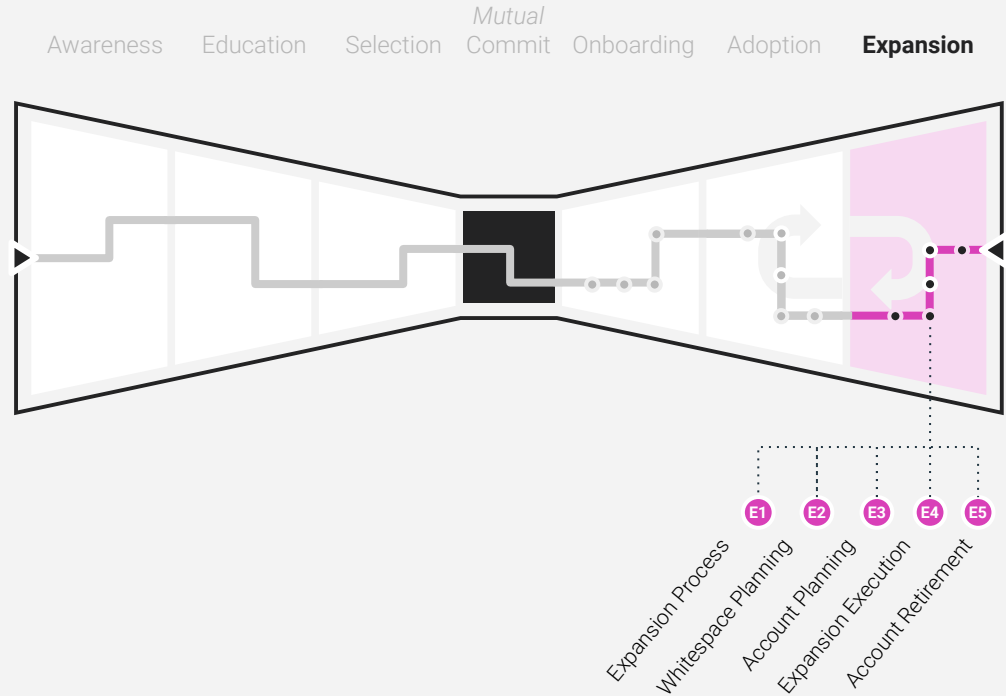 Mutual
Awareness Education Selection Commit Onboarding Adoption Expansion
E1 E2 E3 E4 E5
Expansion Process
Whitespace Planning
Account Planning
Expansion Execution
Account Retirement